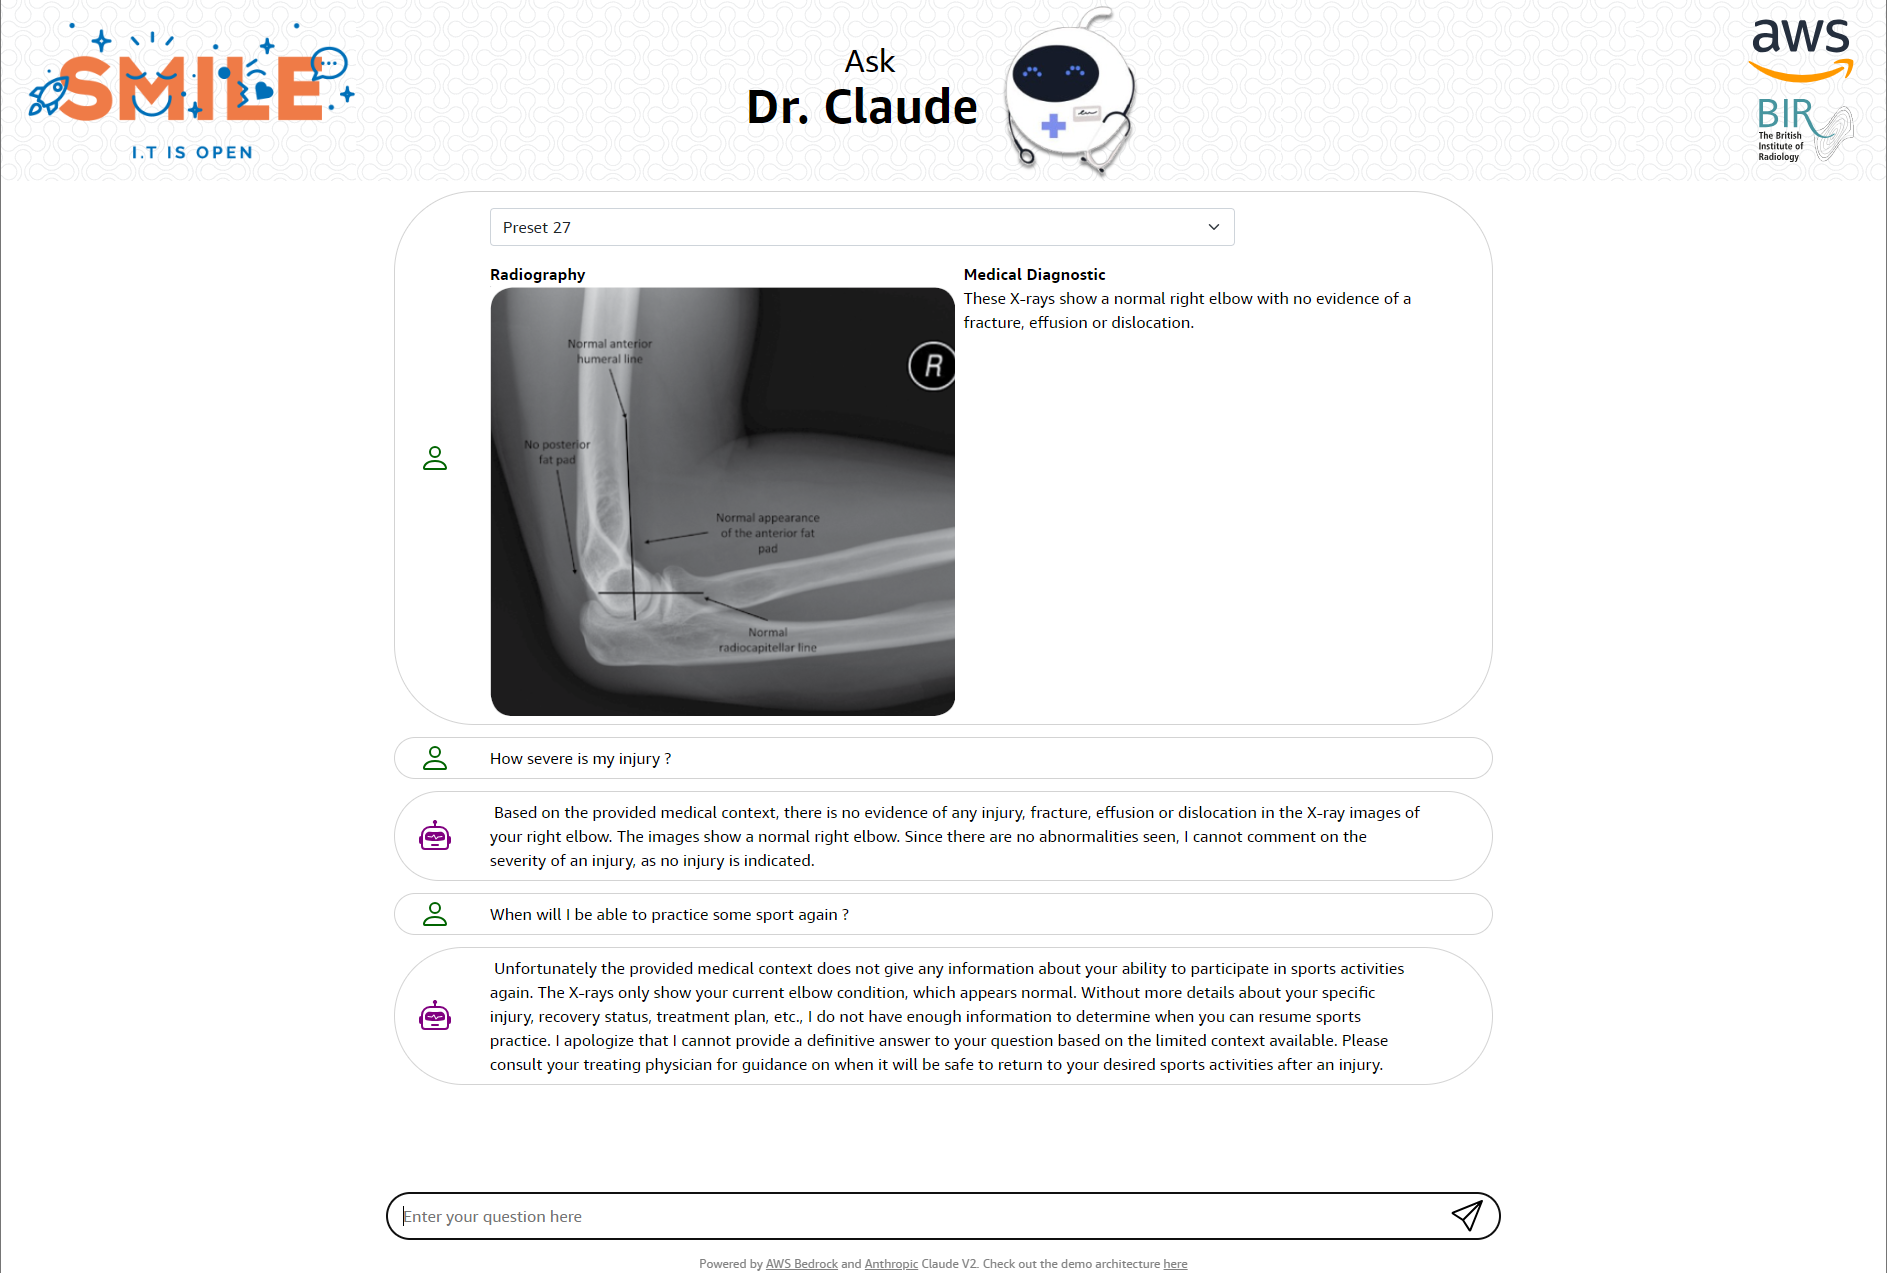 SMILE
I.T IS OPEN
Ask
Dr. Claude
aws
BIR
The British
Institute of
Radiology
Preset 27
Radiography
Normal anterior
humeral line
R
No posterior
fat pad
Normal appearance
of the anterior fat
pad
Normal
radiocapitellar line
Medical Diagnostic
These X-rays show a normal right elbow with no evidence of a
fracture, effusion or dislocation.
How severe is my injury ?
Based on the provided medical context, there is no evidence of any injury, fracture, effusion or dislocation in the X-ray images of
your right elbow. The images show a normal right elbow. Since there are no abnormalities seen, I cannot comment on the
severity of an injury, as no injury is indicated.
When will I be able to practice some sport again ?
Unfortunately the provided medical context does not give any information about your ability to participate in sports activities
again. The X-rays only show your current elbow condition, which appears normal. Without more details about your specific
injury, recovery status, treatment plan, etc., I do not have enough information to determine when you can resume sports
practice. I apologize that I cannot provide a definitive answer to your question based on the limited context available. Please
consult your treating physician for guidance on when it will be safe to return to your desired sports activities after an injury.
Enter your question here
Powered by AWS Bedrock and Anthropic Claude V2. Check out the demo architecture here